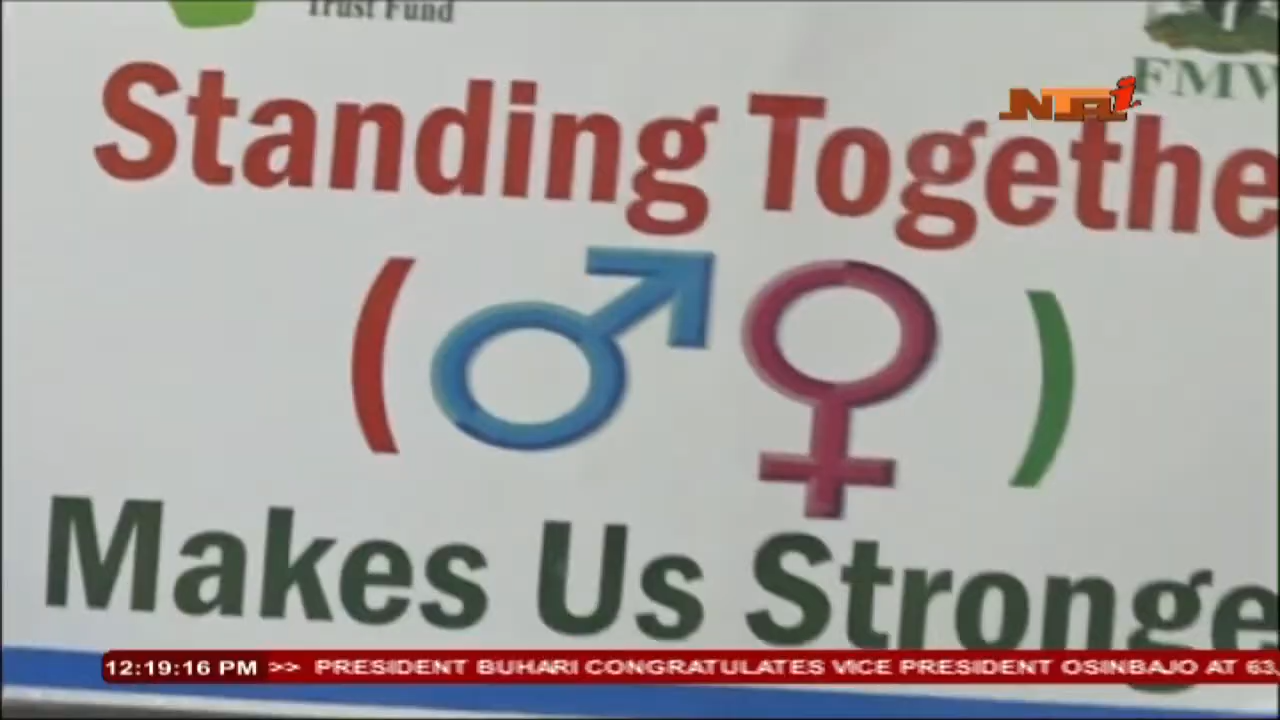 Trust Fund
FMW
NTAi
Standing Togethe
( ♂ ♀ )
Makes Us Stronge
12:19:16 PM >> PRESIDENT BUHARI CONGRATULATES VICE PRESIDENT OSINBAJO AT 63,